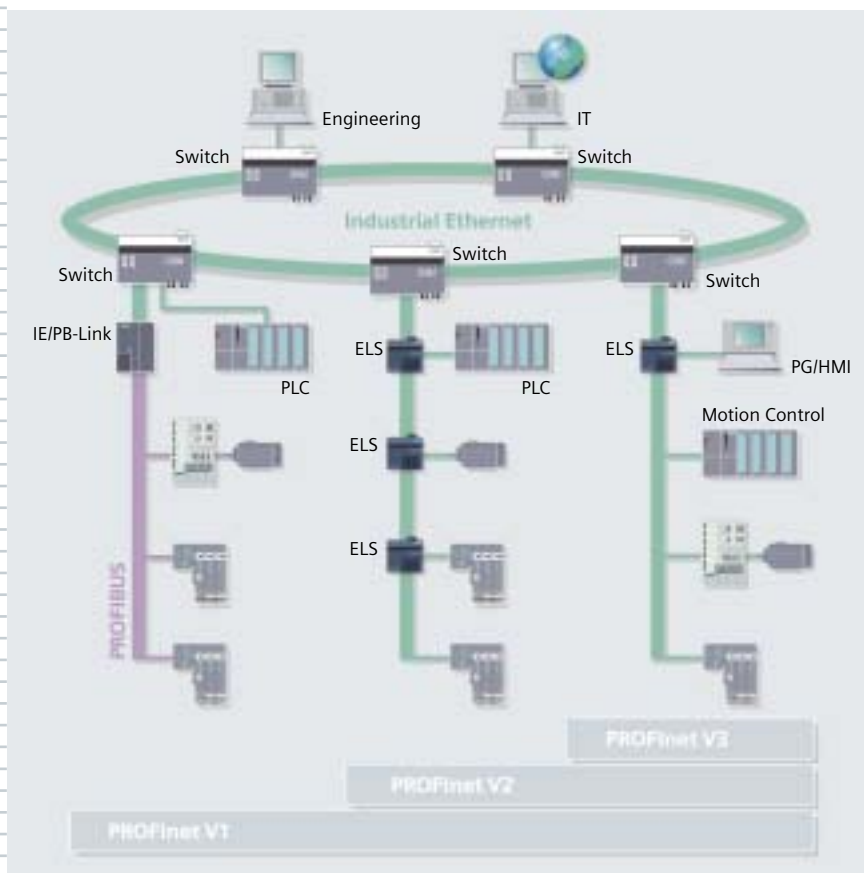 Engineering
IT
Switch
Switch
Industrial Ethernet
Switch
Switch
Switch
IE/PB-Link
PLC
ELS
PLC
ELS
PG/HMI
Motion Control
ELS
ELS
PROFIBUS
PROFInet V3
PROFInet V2
PROFInet V1